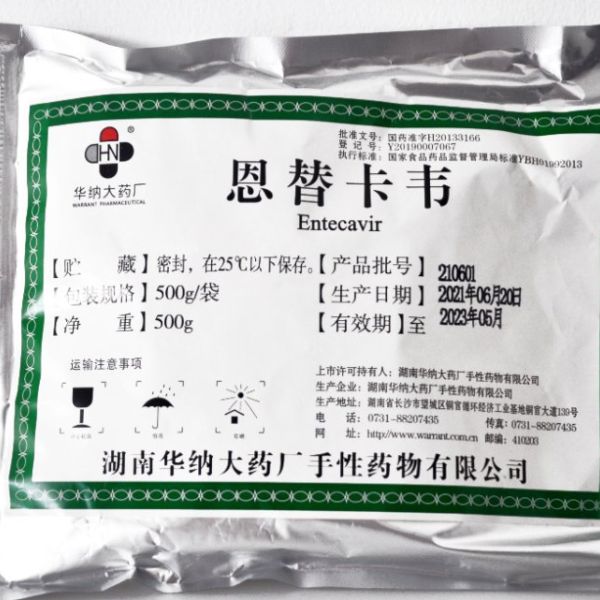 批准文号：国药准字H20133166
登 记 号：Y20190007067
执行标准：国家食品药品监督管理局标准YBH01992013
HN®
华纳大药厂
WARRANT PHARMACEUTICAL
恩替卡韦
Entecavir
【贮 藏】密封，在25℃以下保存。【产品批号】 210601
【包装规格】500g/袋 【生产日期】 2021年06月20日
【净 重】500g 【有效期】至 2023年05月
运输注意事项
上市许可持有人：湖南华纳大药厂手性药物有限公司
生产企业：湖南华纳大药厂手性药物有限公司
生产地址：湖南省长沙市望城区铜官循环经济工业基地铜官大道139号
电 话：0731-88207435 传真：0731-88207435
网 址：http://www.warrant.com.cn 邮编：410203
湖南华纳大药厂手性药物有限公司